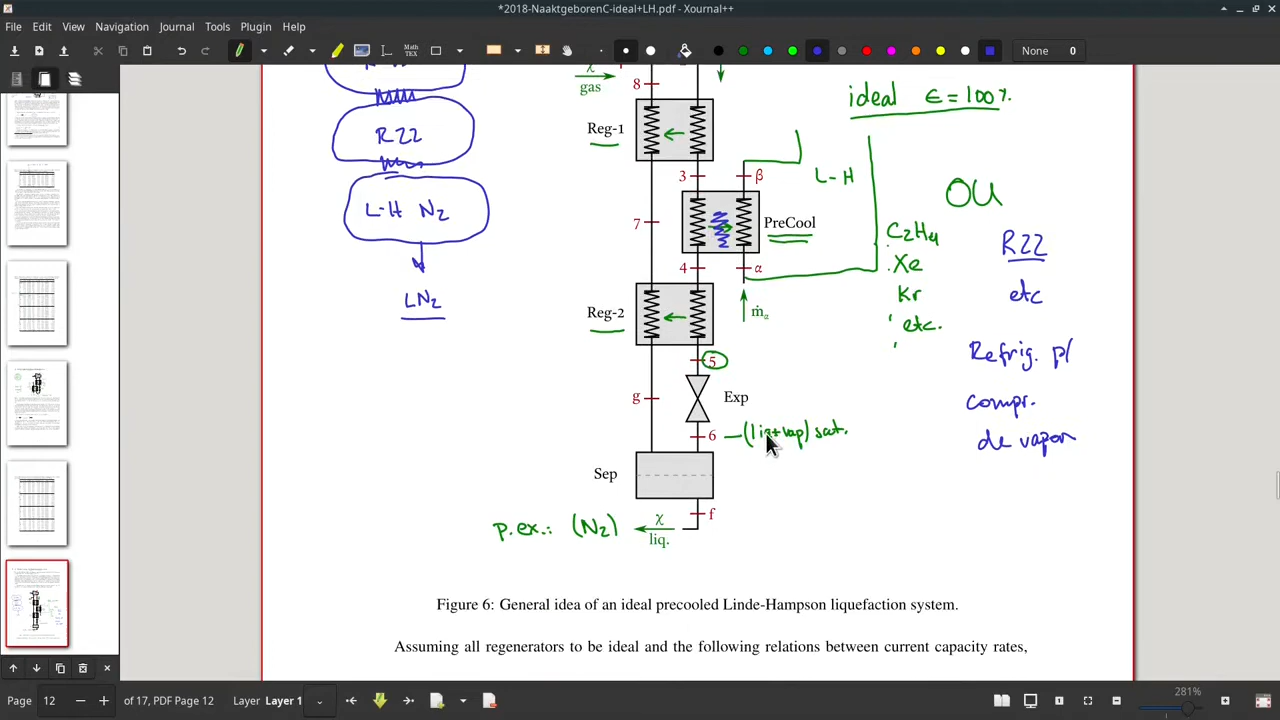 *2018-NaaktgeborenC-ideal+LH.pdf - Xournal++
File Edit View Navigation Journal Tools Plugin Help
Math
TEX
None 0
χ
gas
8
Reg-1
3
β
7
PreCool
4
α
Reg-2
ṁα
5
g
Exp
6
(liq+vap) sat.
Sep
f
χ
liq.
p.ex.: (N2)
R22
L-H N2
LN2
ideal ϵ=100%
L-H
OU
C2H4
Xe
Kr
etc.
R22
etc
Refrig. p/
compr.
de vapor
Figure 6: General idea of an ideal precooled Linde-Hampson liquefaction system.
Assuming all regenerators to be ideal and the following relations between current capacity rates,
Page 12 of 17, PDF Page 12 Layer Layer 1
281%